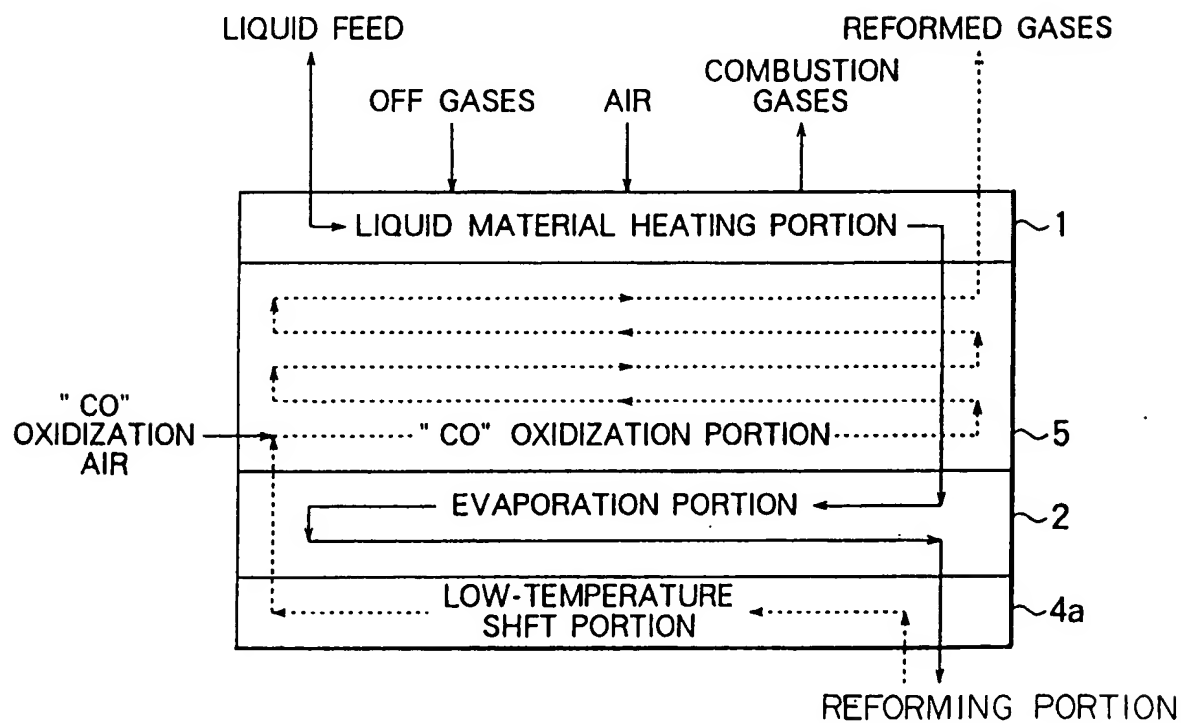 LIQUID FEED
REFORMED GASES
OFF GASES
AIR
COMBUSTION
GASES
LIQUID MATERIAL HEATING PORTION
1
"CO"
OXIDIZATION
AIR
"CO" OXIDIZATION PORTION
5
EVAPORATION PORTION
2
LOW-TEMPERATURE
SHFT PORTION
4a
REFORMING PORTION